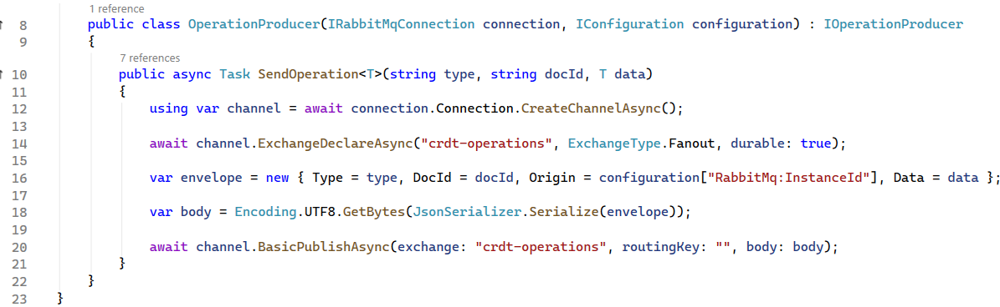 1 reference
8 public class OperationProducer(IRabbitMqConnection connection, IConfiguration configuration) : IOperationProducer
9 {
7 references
10 public async Task SendOperation<T>(string type, string docId, T data)
11 {
12 using var channel = await connection.Connection.CreateChannelAsync();
13
14 await channel.ExchangeDeclareAsync("crdt-operations", ExchangeType.Fanout, durable: true);
15
16 var envelope = new { Type = type, DocId = docId, Origin = configuration["RabbitMq:InstanceId"], Data = data };
17
18 var body = Encoding.UTF8.GetBytes(JsonSerializer.Serialize(envelope));
19
20 await channel.BasicPublishAsync(exchange: "crdt-operations", routingKey: "", body: body);
21 }
22 }
23 }